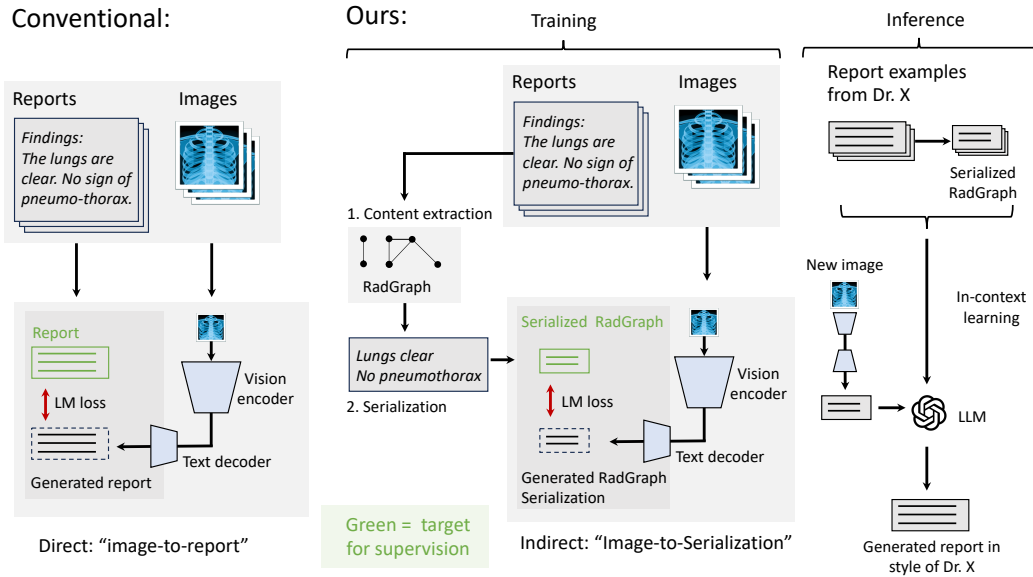 Conventional:
Reports
Images
Findings:
The lungs are
clear. No sign of
pneumo-thorax.
Report
LM loss
Generated report
Vision
encoder
Text decoder
Direct: “image-to-report”
Ours:
Training
Reports
Images
Findings:
The lungs are
clear. No sign of
pneumo-thorax.
1. Content extraction
RadGraph
Lungs clear
No pneumothorax
2. Serialization
Serialized RadGraph
LM loss
Generated RadGraph
Serialization
Vision
encoder
Text decoder
Green = target
for supervision
Indirect: “Image-to-Serialization”
Inference
Report examples
from Dr. X
Serialized
RadGraph
New image
In-context
learning
LLM
Generated report in
style of Dr. X